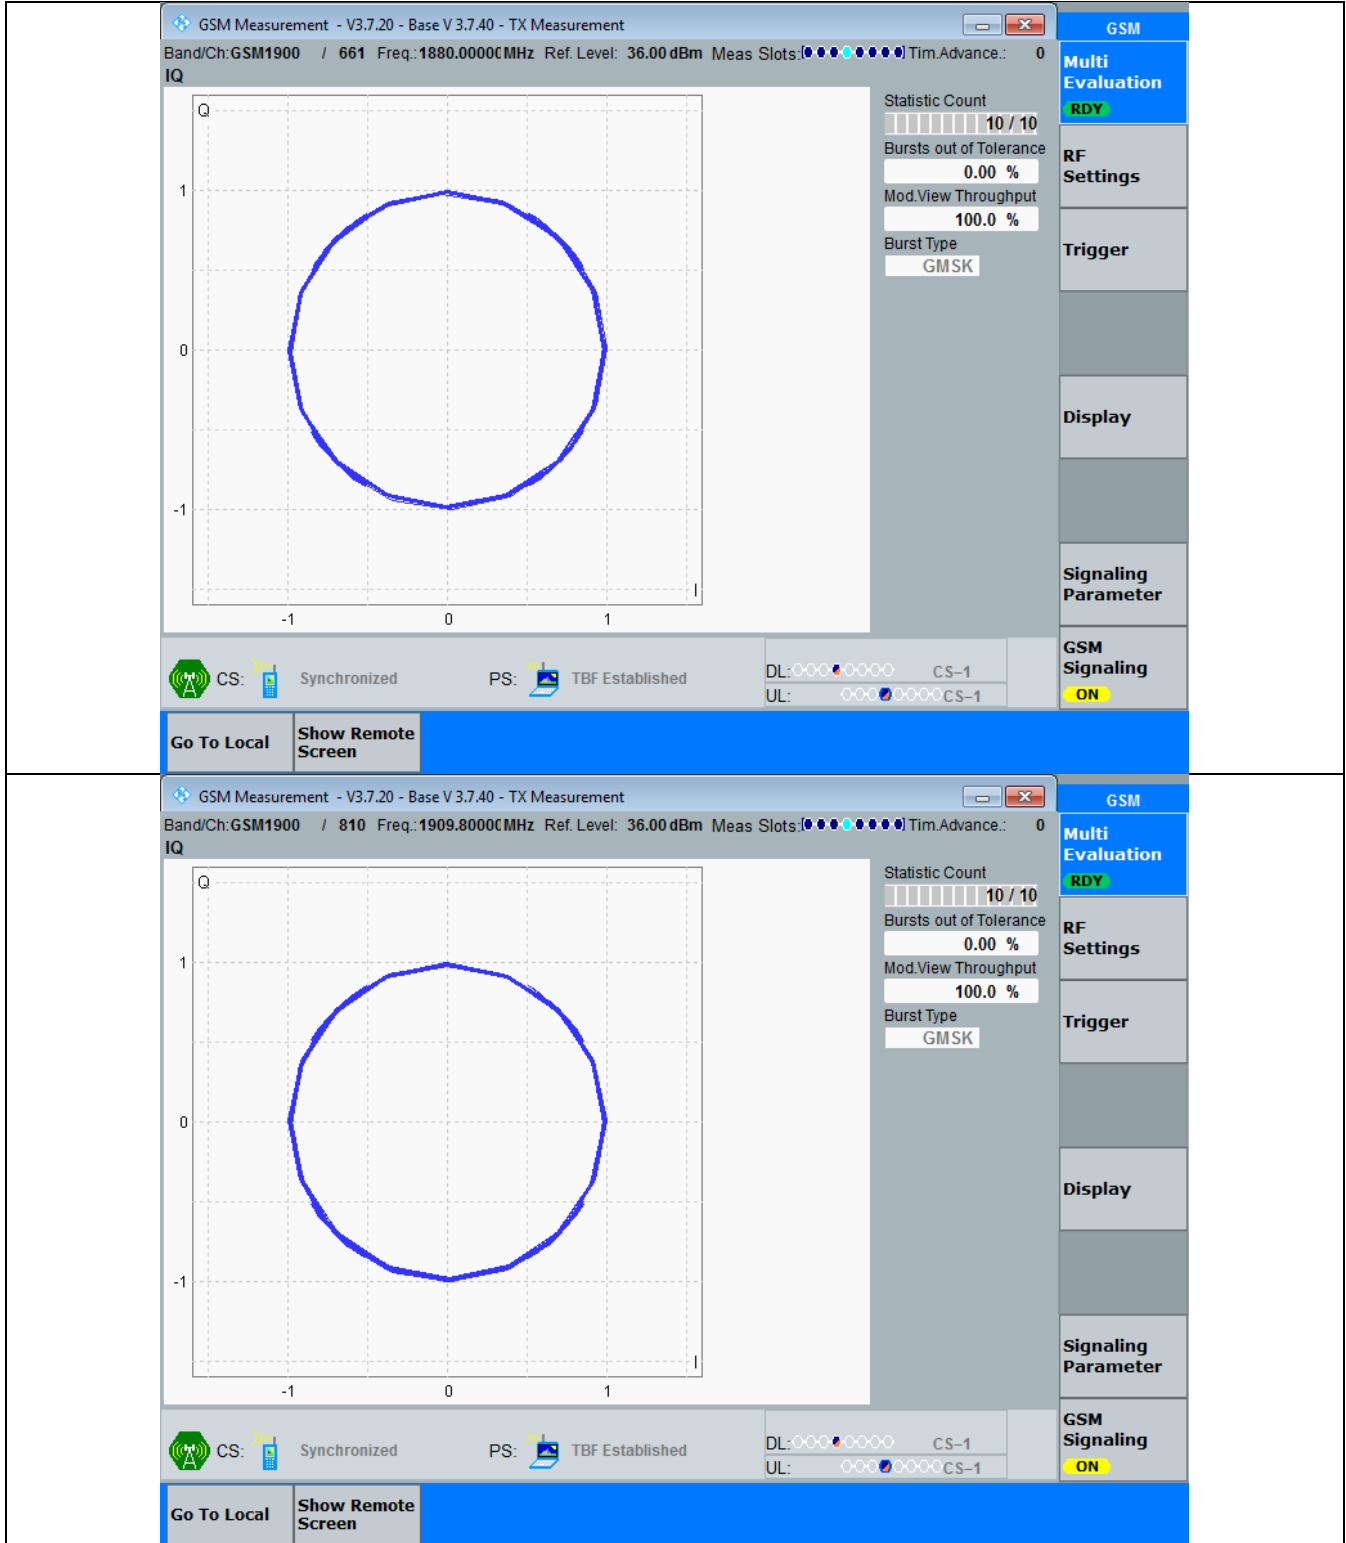 GSM Measurement - V3.7.20 - Base V 3.7.40 - TX Measurement
GSM
Band/Ch: GSM1900 / 661 Freq.: 1880.00000 MHz Ref. Level: 36.00 dBm Meas Slots: Tim.Advance.: 0
IQ
Multi
Evaluation
RDY
Q
Statistic Count
10 / 10
Bursts out of Tolerance
0.00 %
Mod.View Throughput
100.0 %
Burst Type
GMSK
RF
Settings
Trigger
1
0
-1
I
-1 0 1
Display
Signaling
Parameter
GSM
Signaling
ON
CS: Synchronized PS: TBF Established DL: CS-1
UL: CS-1
Go To Local
Show Remote
Screen
GSM Measurement - V3.7.20 - Base V 3.7.40 - TX Measurement
GSM
Band/Ch: GSM1900 / 810 Freq.: 1909.80000 MHz Ref. Level: 36.00 dBm Meas Slots: Tim.Advance.: 0
IQ
Multi
Evaluation
RDY
Q
Statistic Count
10 / 10
Bursts out of Tolerance
0.00 %
Mod.View Throughput
100.0 %
Burst Type
GMSK
RF
Settings
Trigger
1
0
-1
I
-1 0 1
Display
Signaling
Parameter
GSM
Signaling
ON
CS: Synchronized PS: TBF Established DL: CS-1
UL: CS-1
Go To Local
Show Remote
Screen